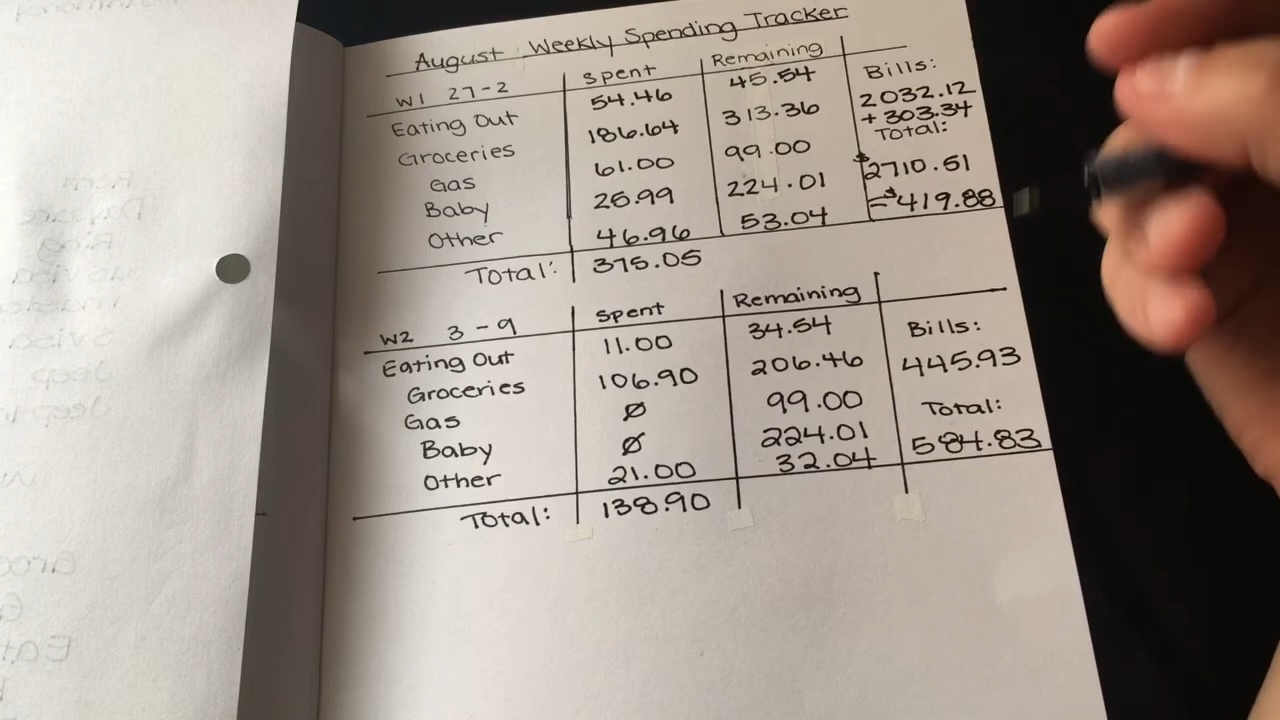 August Weekly Spending Tracker
W1 27-2 Spent Remaining Bills:
Eating Out 54.46 45.54 2032.12
Groceries 186.64 313.36 + 303.34
Gas 61.00 99.00 Total:
Baby 25.99 224.01 $2710.51
Other 46.96 53.04 =$419.88
Total: 375.05
W2 3-9 Spent Remaining
Eating Out 11.00 34.54 Bills:
Groceries 106.90 206.46 445.93
Gas ∅ 99.00 Total:
Baby ∅ 224.01 584.83
Other 21.00 32.04
Total: 138.90